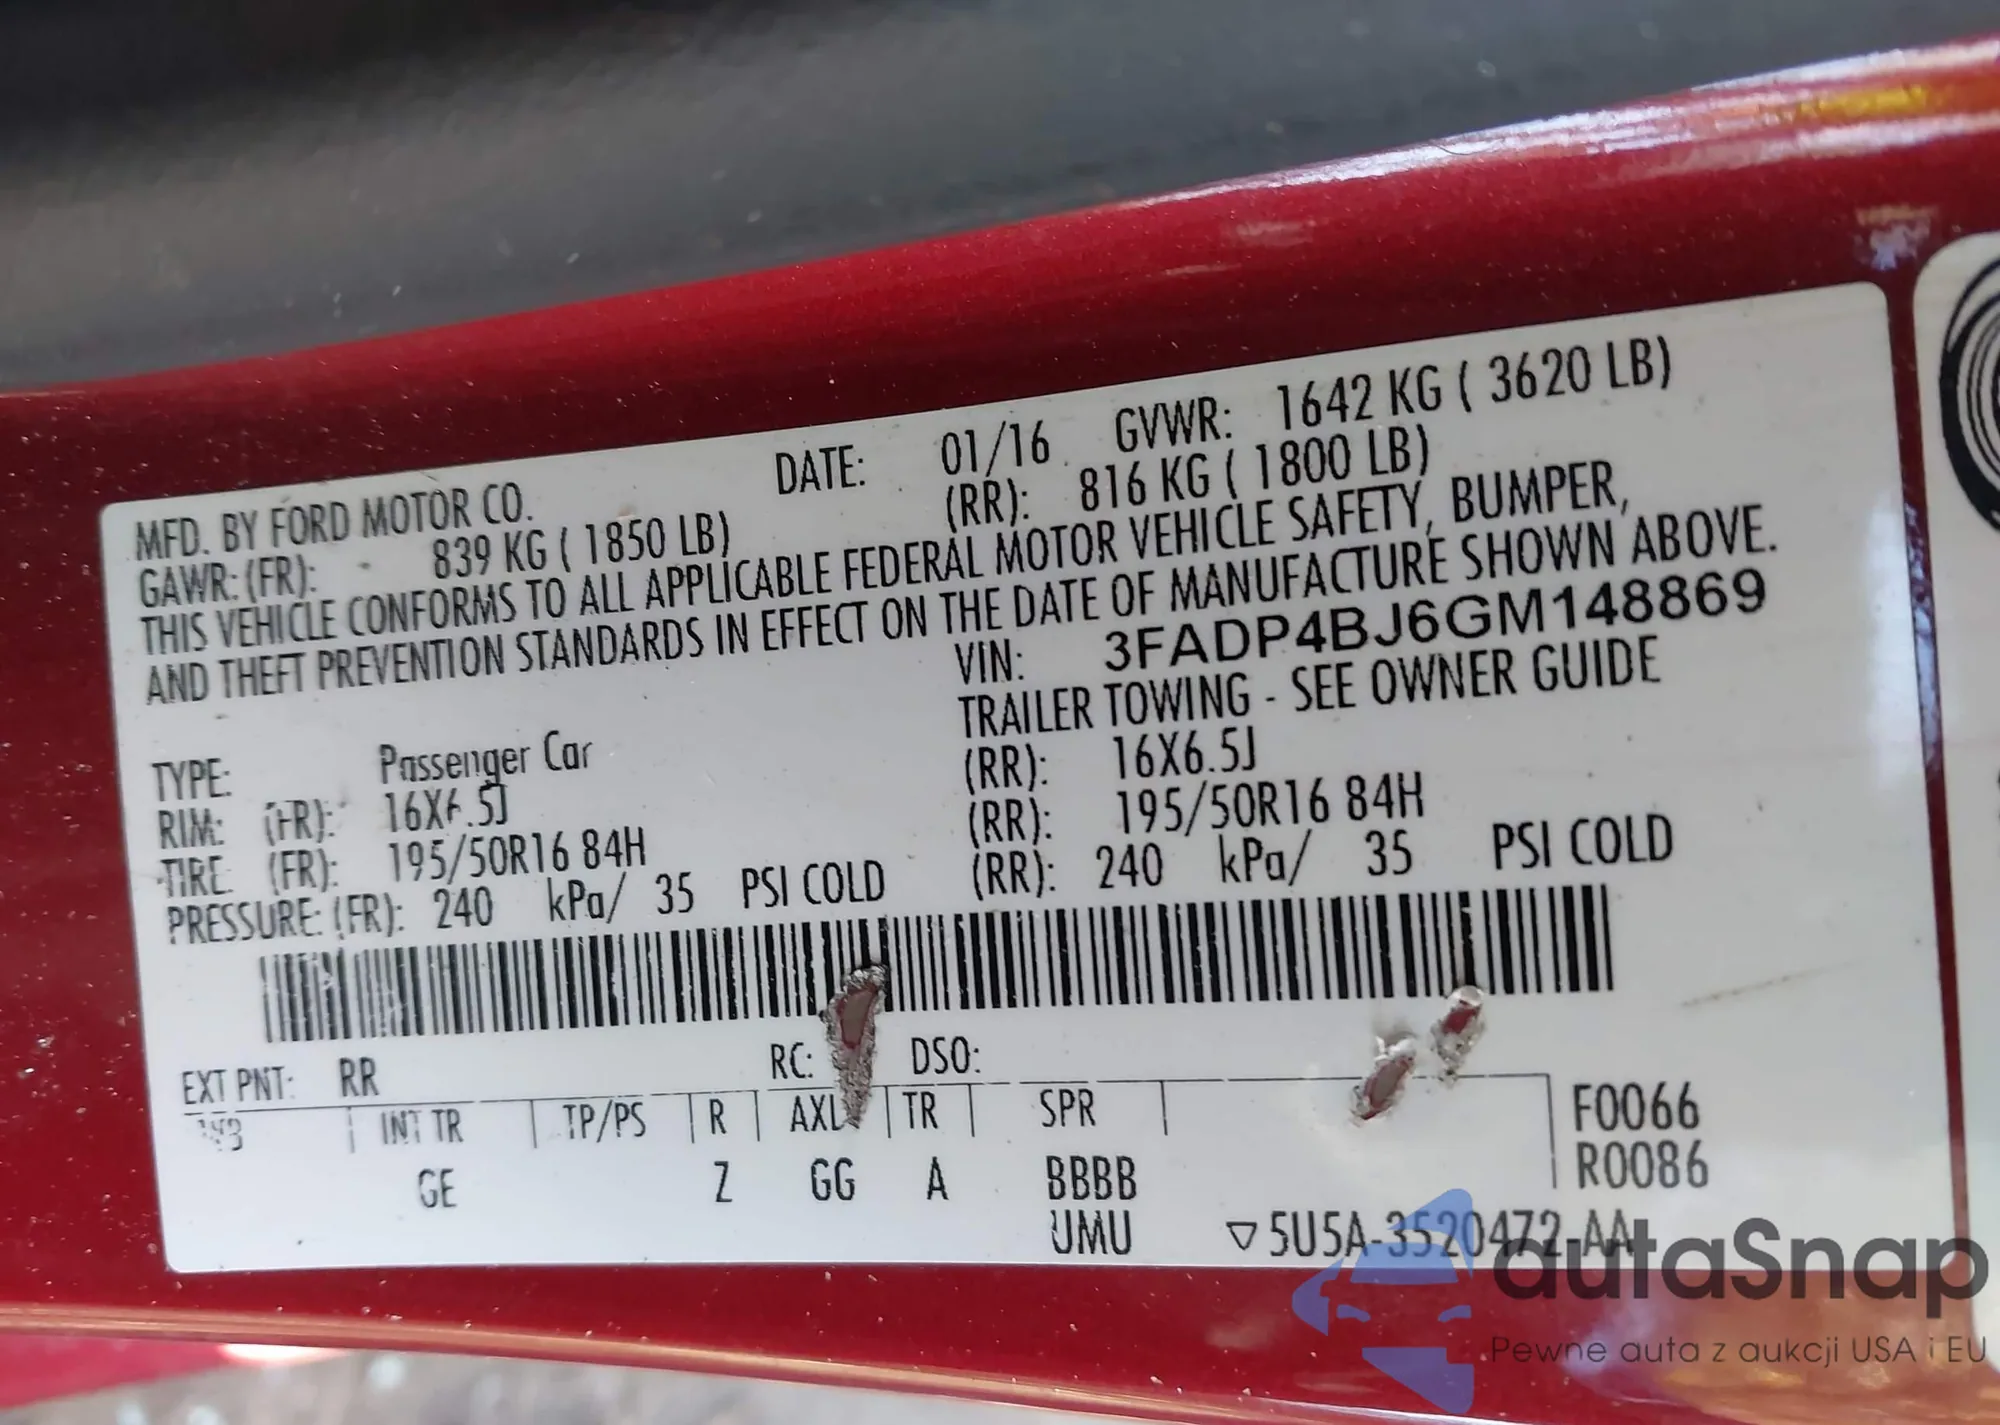 MFD. BY FORD MOTOR CO. DATE: 01/16 GVWR: 1642 KG ( 3620 LB)
GAWR: (FR): 839 KG ( 1850 LB) (RR): 816 KG ( 1800 LB)
THIS VEHICLE CONFORMS TO ALL APPLICABLE FEDERAL MOTOR VEHICLE SAFETY, BUMPER,
AND THEFT PREVENTION STANDARDS IN EFFECT ON THE DATE OF MANUFACTURE SHOWN ABOVE.
VIN: 3FADP4BJ6GM148869
TRAILER TOWING - SEE OWNER GUIDE
TYPE: Passenger Car
RIM: (FR): 16X6.5J (RR): 16X6.5J
TIRE: (FR): 195/50R16 84H (RR): 195/50R16 84H
PRESSURE: (FR): 240 kPa/ 35 PSI COLD (RR): 240 kPa/ 35 PSI COLD
EXT PNT: RR RC: DSO:
INT TR TP/PS R AXL TR SPR F0066
GE Z GG A BBBB R0086
UMU ▽5U5A-3520472-AA
autaSnap
Pewne auta z aukcji USA i EU